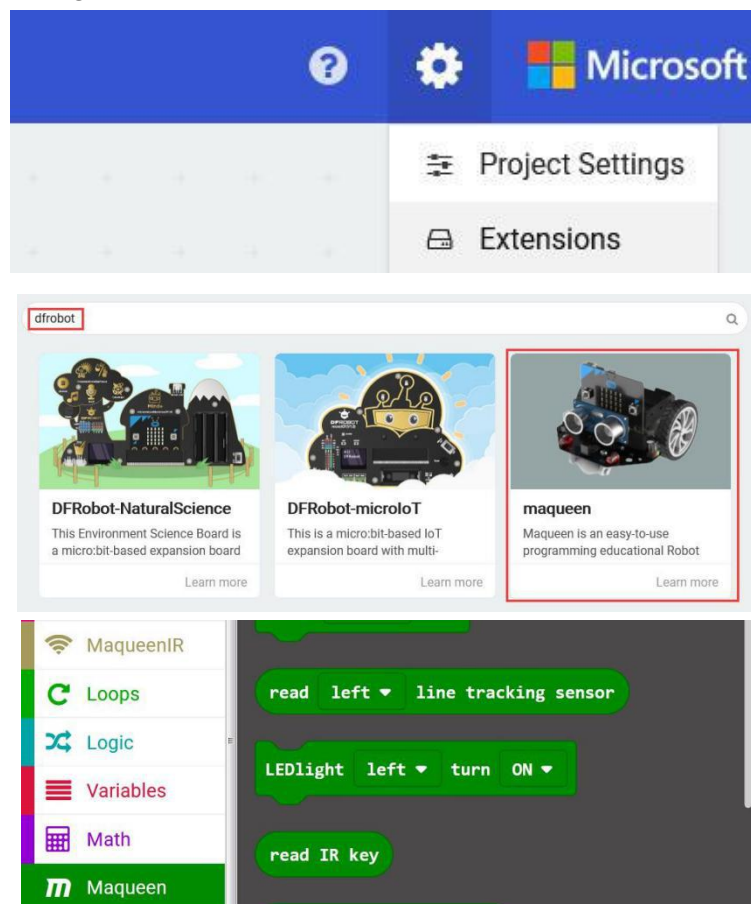 Microsoft
Project Settings
Extensions
dfrobot
DFRobot-NaturalScience
This Environment Science Board is
a micro:bit-based expansion board
Learn more
DFRobot-microIoT
This is a micro:bit-based IoT
expansion board with multi-
Learn more
maqueen
Maqueen is an easy-to-use
programming educational Robot
Learn more
MaqueenIR
Loops
Logic
Variables
Math
Maqueen
read left line tracking sensor
LEDlight left turn ON
read IR key